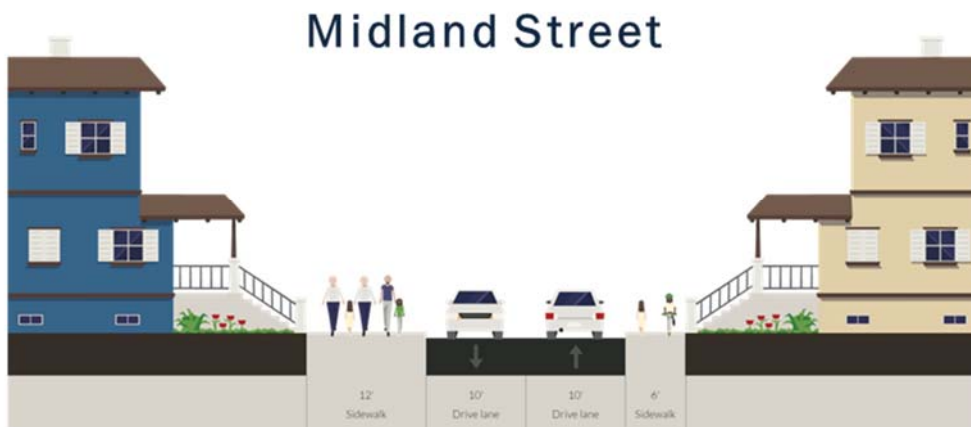 Midland Street
12' 10' 10' 6'
Sidewalk Drive lane Drive lane Sidewalk